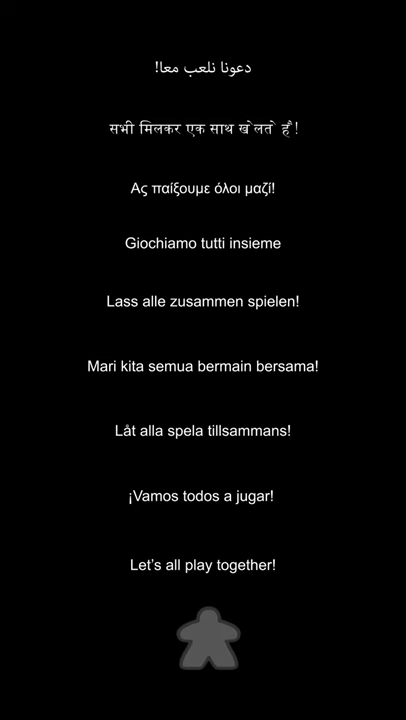 دعونا نلعب معا!
सभी मिलकर एक साथ खेलते हैं!
Ας παίξουμε όλοι μαζί!
Giochiamo tutti insieme
Lass alle zusammen spielen!
Mari kita semua bermain bersama!
Låt alla spela tillsammans!
¡Vamos todos a jugar!
Let's all play together!